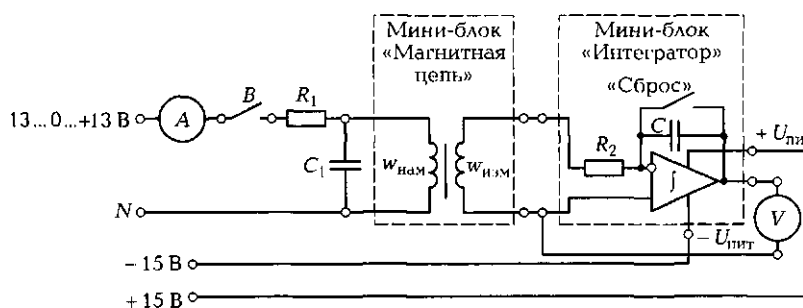 Мини-блок
«Магнитная
цепь»
Мини-блок
«Интегратор»
«Сброс»
13...0...+13 В
A
B
R₁
C₁
wнам
wизм
R₂
C
∫
+ Uпи
V
N
− Uпит
− 15 В
+ 15 В